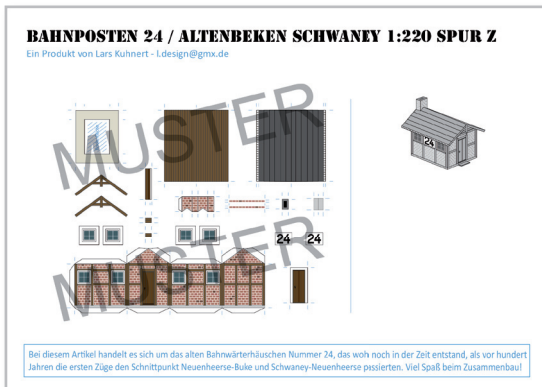 BAHNPOSTEN 24 / ALTENBEKEN SCHWANEY 1:220 SPUR Z
Ein Produkt von Lars Kuhnert - l.design@gmx.de
MUSTER
24
24 24
MUSTER
Bei diesem Artikel handelt es sich um das alten Bahnwärterhäuschen Nummer 24, das woh noch in der Zeit entstand, als vor hundert
Jahren die ersten Züge den Schnittpunkt Neuenheerse-Buke und Schwaney-Neuenheerse pssierten. Viel Spaß beim Zusammenbau!